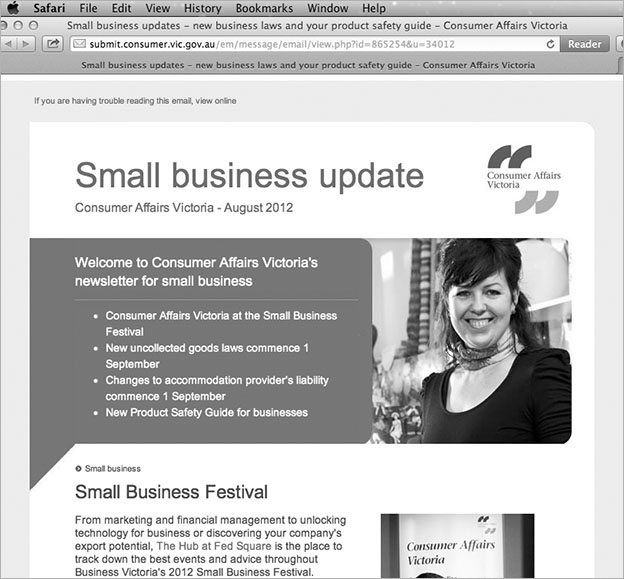 Safari File Edit View History Bookmarks Window Help
Small business updates – new business laws and your product safety guide – Consumer Affairs Victoria
submit.consumer.vic.gov.au/em/message/email/view.php?id=865254&u=34012
Reader
Small business updates – new business laws and your product safety guide – Consumer Affairs Victoria
If you are having trouble reading this email, view online
Small business update
Consumer Affairs Victoria - August 2012
Consumer Affairs
Victoria
Welcome to Consumer Affairs Victoria's
newsletter for small business
Consumer Affairs Victoria at the Small Business
Festival
New uncollected goods laws commence 1
September
Changes to accommodation provider's liability
commence 1 September
New Product Safety Guide for businesses
Small business
Small Business Festival
From marketing and financial management to unlocking
technology for business or discovering your company's
export potential, The Hub at Fed Square is the place to
track down the best events and advice throughout
Business Victoria's 2012 Small Business Festival.
Consumer Affairs
Victoria